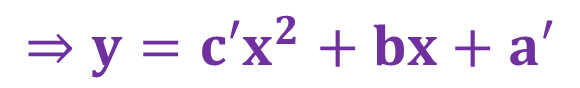 ⇒ y = c′x² + bx + a′